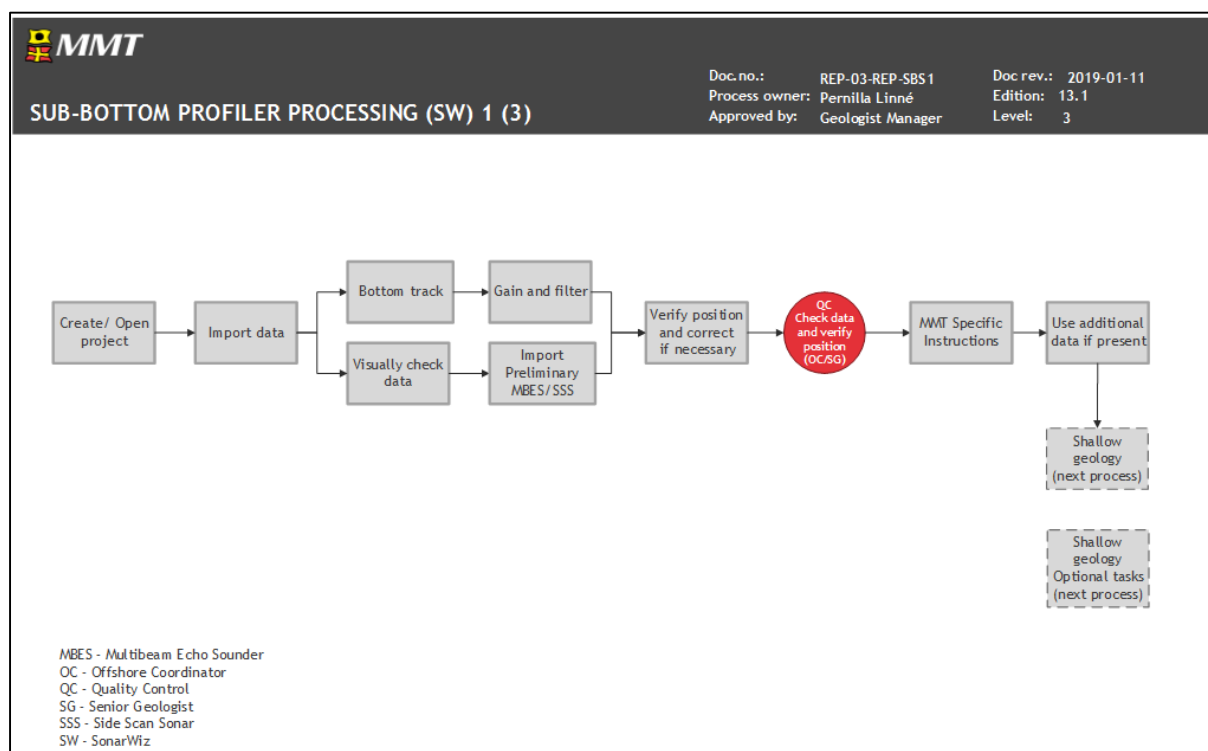 MMT
Doc.no.: REP-03-REP-SBS1 Doc rev.: 2019-01-11
Process owner: Pernilla Linné Edition: 13.1
SUB-BOTTOM PROFILER PROCESSING (SW) 1 (3)
Approved by: Geologist Manager Level: 3
Create/ Open
project
Import data
Bottom track
Gain and filter
Visually check
data
Import
Preliminary
MBES/SSS
Verify position
and correct
if necessary
QC
Check data
and verify
position
(OC/SG)
MMT Specific
Instructions
Use additional
data if present
Shallow
geology
(next process)
Shallow
geology
Optional tasks
(next process)
MBES - Multibeam Echo Sounder
OC - Offshore Coordinator
QC - Quality Control
SG - Senior Geologist
SSS - Side Scan Sonar
SW - SonarWiz